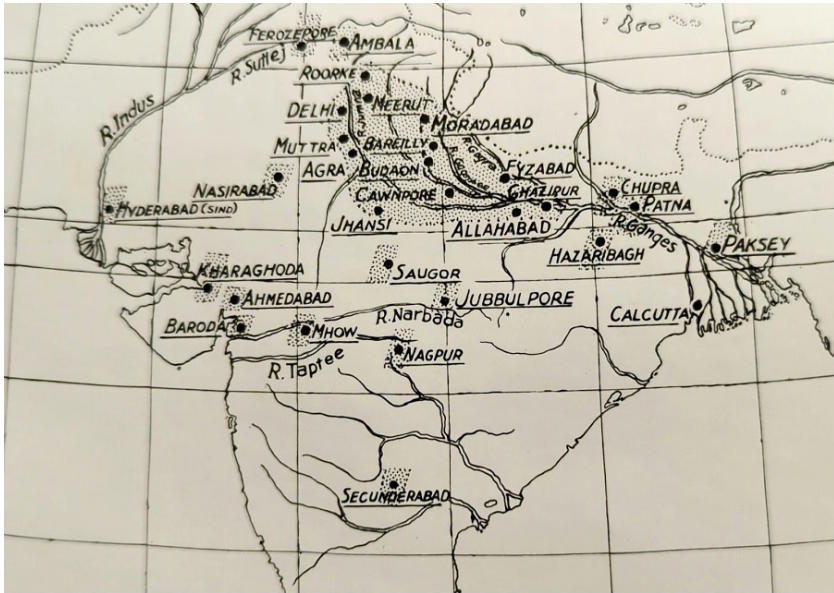 FEROZEPORE
AMBALA
R. Sutlej
ROORKE
R. Indus
DELHI
MEERUT
MORADABAD
MUTTRA
BAREILLY
AGRA
BUDAON
FYZABAD
NASIRABAD
CAWNPORE
GHAZIPUR
CHUPRA
HYDERABAD (SIND)
PATNA
JHANSI
ALLAHABAD
R. Ganges
HAZARIBAGH
PAKSEY
KHARAGHODA
SAUGOR
AHMEDABAD
JUBBULPORE
R. Narbada
CALCUTTA
BARODA
MHOW
R. Taptee
NAGPUR
SECUNDERABAD